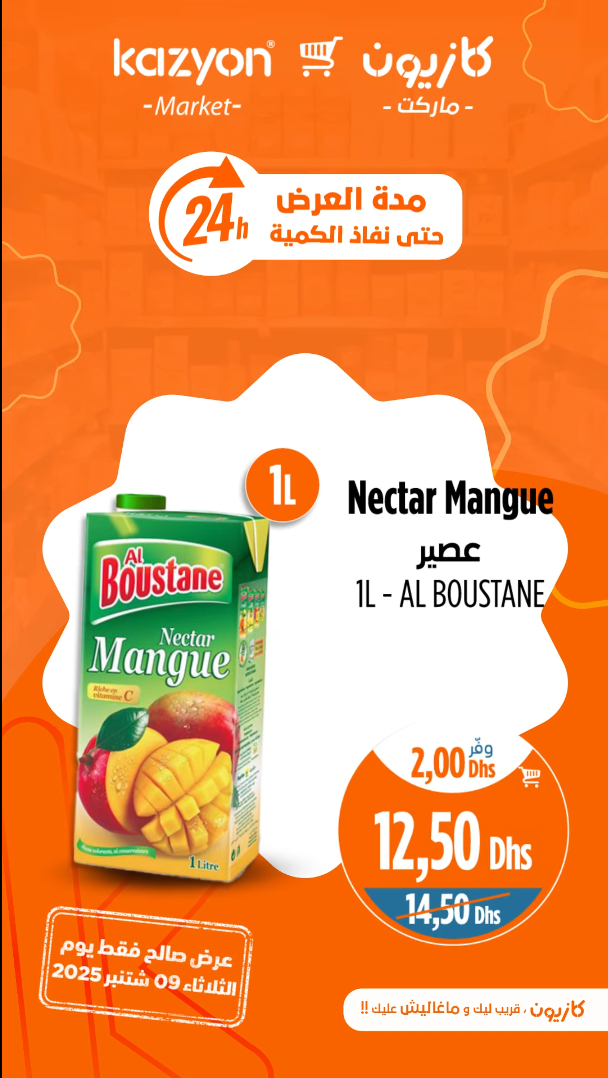 kazyon® كازيون
-Market- - ماركت -
24h
مدة العرض
حتى نفاذ الكمية
1L
Nectar Mangue
عصير
1L - AL BOUSTANE
Al
Boustane
Nectar
Mangue
Riche en
vitamine C
1 Litre
وفّر
2,00 Dhs
12,50 Dhs
14,50 Dhs
عرض صالح فقط يوم
الثلاثاء 09 شتنبر 2025
كازيون ، قريب ليك و ماغاليش عليك !!